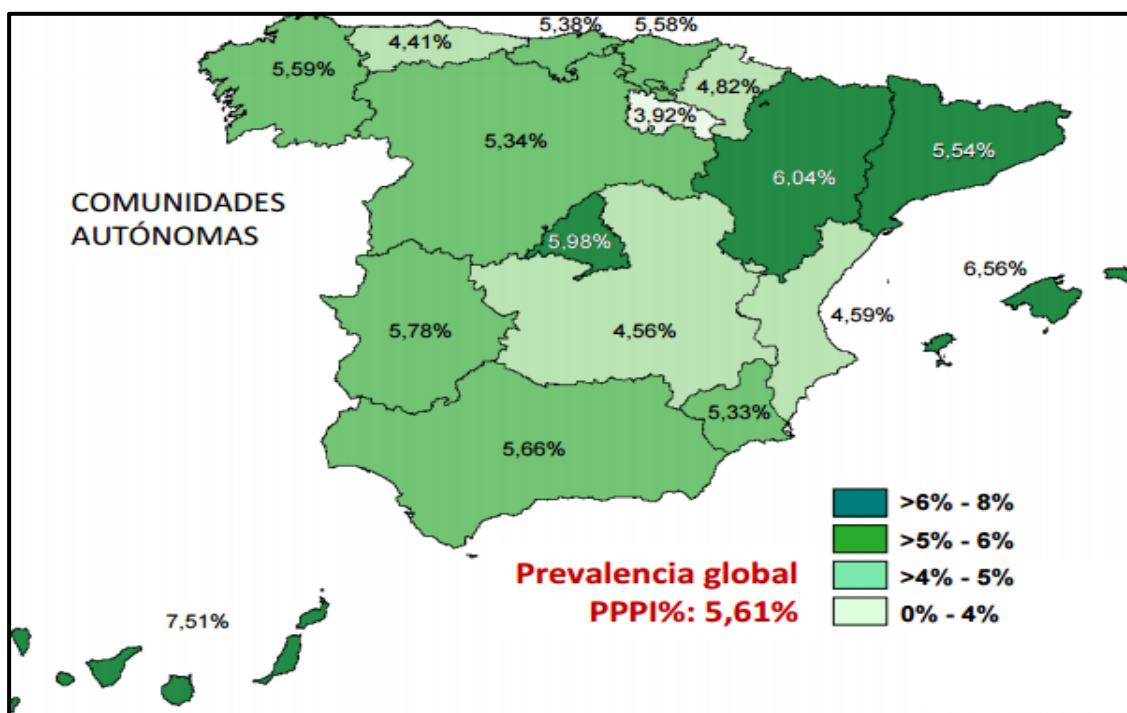 5,38%
5,58%
4,41%
5,59%
4,82%
3,92%
5,34%
5,54%
6,04%
COMUNIDADES
AUTÓNOMAS
5,98%
6,56%
4,59%
5,78%
4,56%
5,33%
5,66%
>6% - 8%
>5% - 6%
>4% - 5%
0% - 4%
Prevalencia global
PPPI%: 5,61%
7,51%